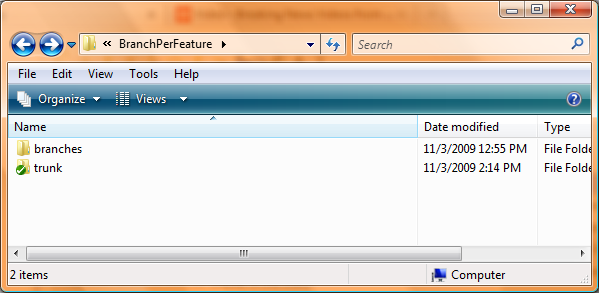 « BranchPerFeature
Search
File Edit View Tools Help
Organize Views
Name Date modified Type
branches 11/3/2009 12:55 PM File Folde
trunk 11/3/2009 2:14 PM File Folde
2 items Computer